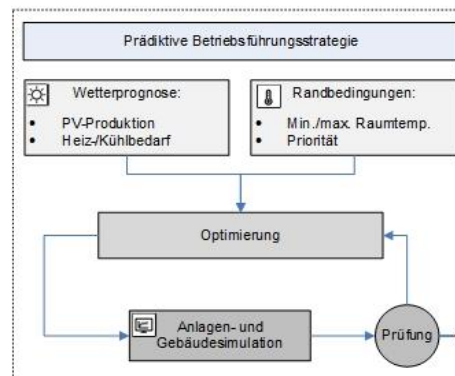 Prädiktive Betriebsführungsstrategie
Wetterprognose:
• PV-Produktion
• Heiz-/Kühlbedarf
Randbedingungen:
• Min./max. Raumtemp.
• Priorität
Optimierung
Anlagen- und
Gebäudesimulation
Prüfung